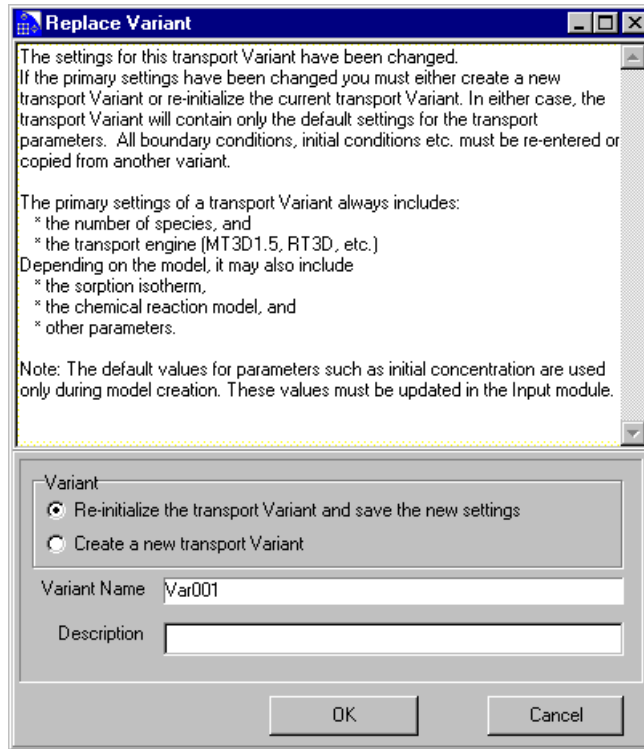 Replace Variant
The settings for this transport Variant have been changed.
If the primary settings have been changed you must either create a new
transport Variant or re-initialize the current transport Variant. In either case, the
transport Variant will contain only the default settings for the transport
parameters.  All boundary conditions, initial conditions etc. must be re-entered or
copied from another variant.
The primary settings of a transport Variant always includes:
* the number of species, and
* the transport engine (MT3D1.5, RT3D, etc.)
Depending on the model, it may also include
* the sorption isotherm,
* the chemical reaction model, and
* other parameters.
Note: The default values for parameters such as initial concentration are used
only during model creation. These values must be updated in the Input module.
Variant
Re-initialize the transport Variant and save the new settings
Create a new transport Variant
Variant Name Var001
Description
OK Cancel